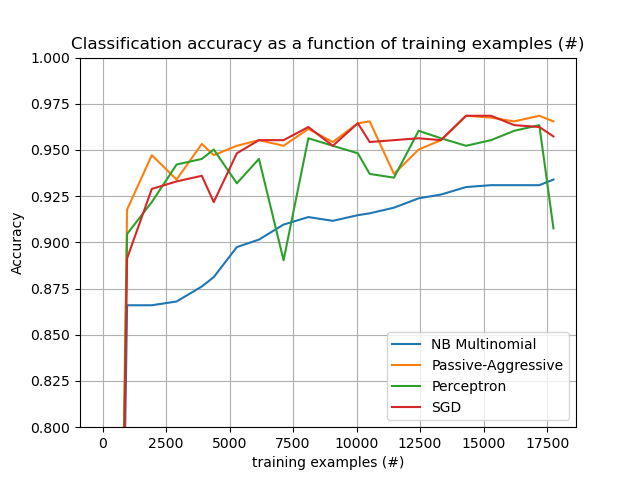 Classification accuracy as a function of training examples (#)
1.000
0.975
0.950
0.925
0.900
0.875
0.850
0.825
0.800
Accuracy
NB Multinomial
Passive-Aggressive
Perceptron
SGD
0 2500 5000 7500 10000 12500 15000 17500
training examples (#)